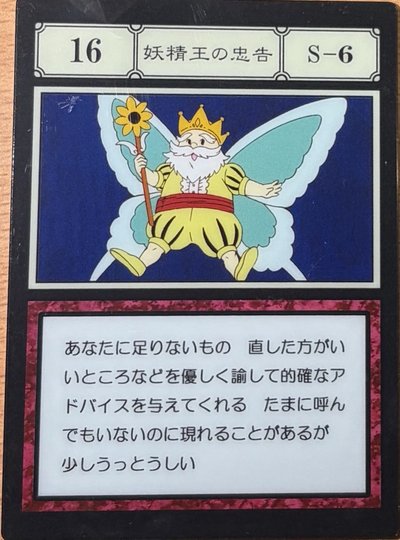 16 妖精王の忠告 S-6
あなたに足りないもの　直した方がい
いところなどを優しく諭して的確なア
ドバイスを与えてくれる　たまに呼ん
でもいないのに現れることがあるが
少しうっとうしい